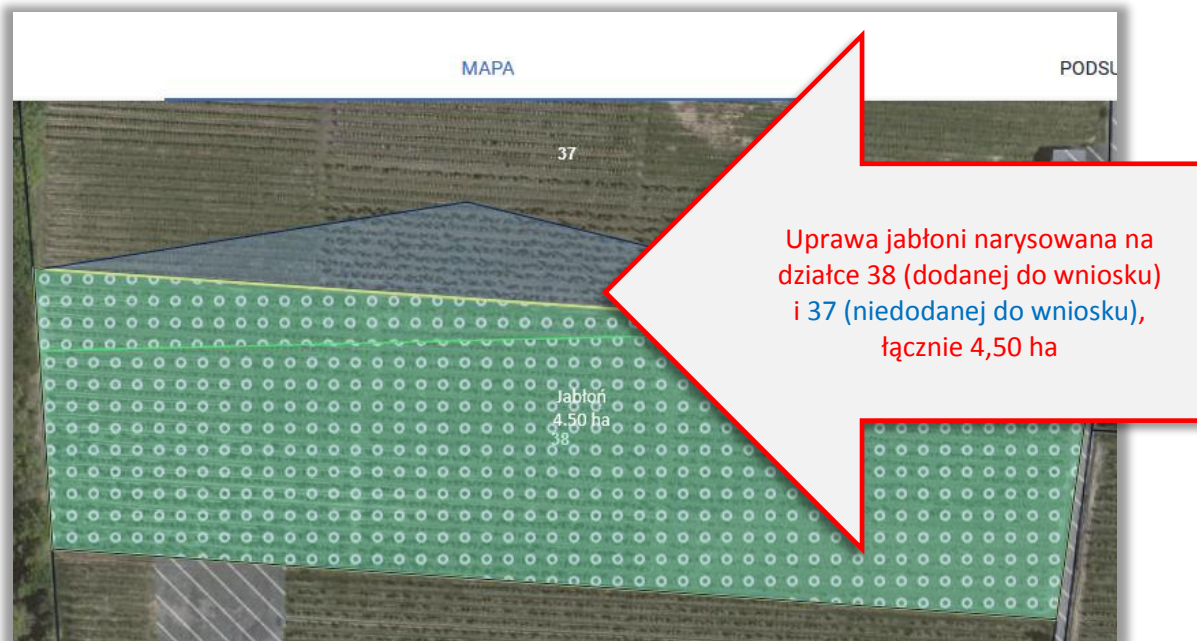 MAPA
PODSU
37
Uprawa jabłoni narysowana na
działce 38 (dodanej do wniosku)
i 37 (niedodanej do wniosku),
łącznie 4,50 ha
Jabłoń
4.50 ha
38